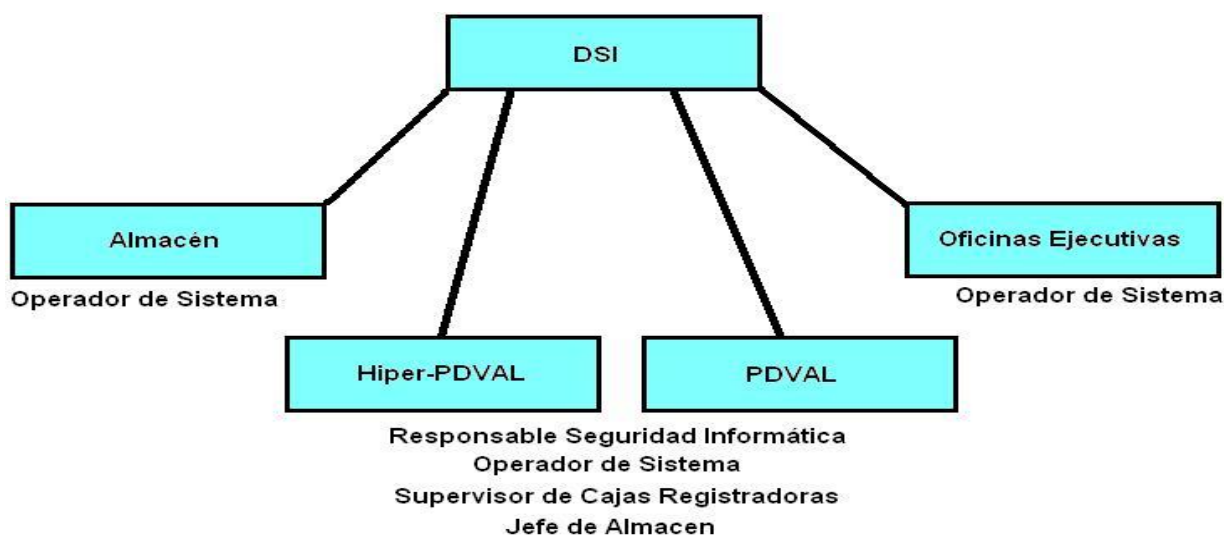 DSI
Almacén
Oficinas Ejecutivas
Operador de Sistema
Operador de Sistema
Hiper-PDVAL
PDVAL
Responsable Seguridad Informática
Operador de Sistema
Supervisor de Cajas Registradoras
Jefe de Almacen